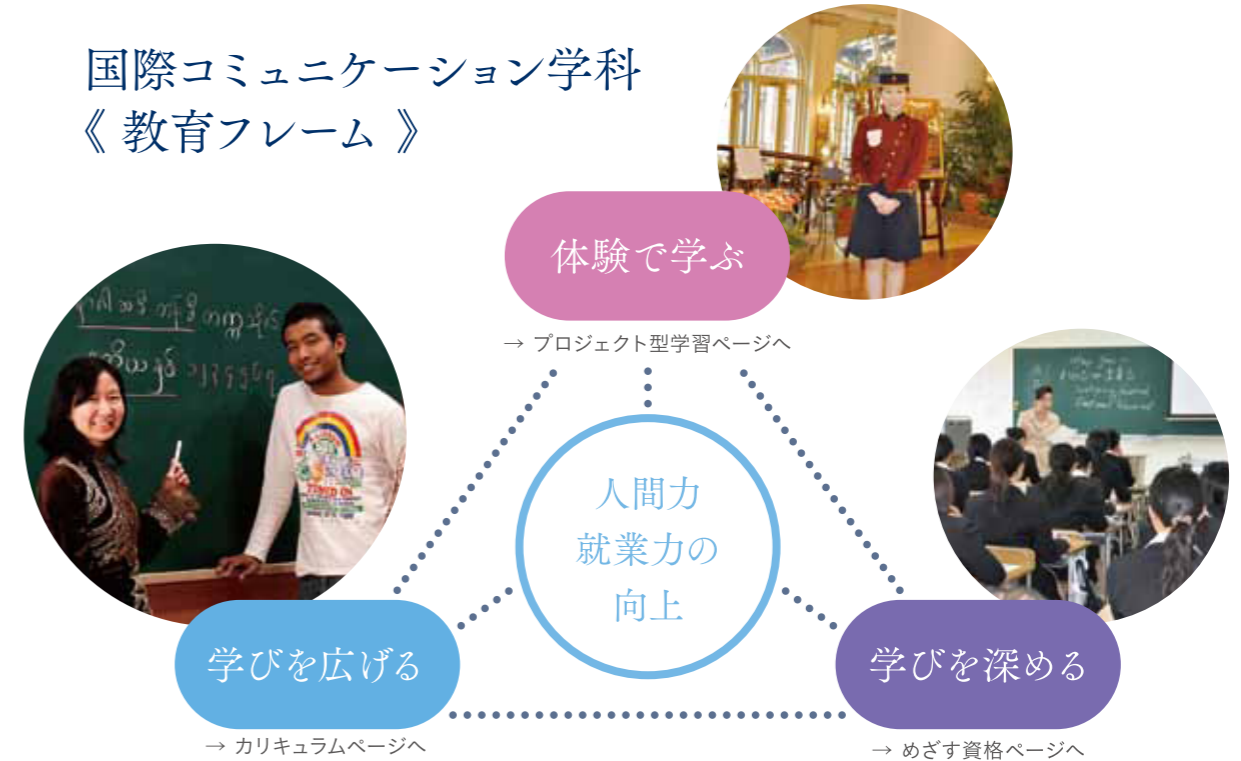 国際コミュニケーション学科
《 教育フレーム 》
体験で学ぶ
→ プロジェクト型学習ページへ
人間力
就業力の
向上
学びを広げる
→ カリキュラムページへ
学びを深める
→ めざす資格ページへ